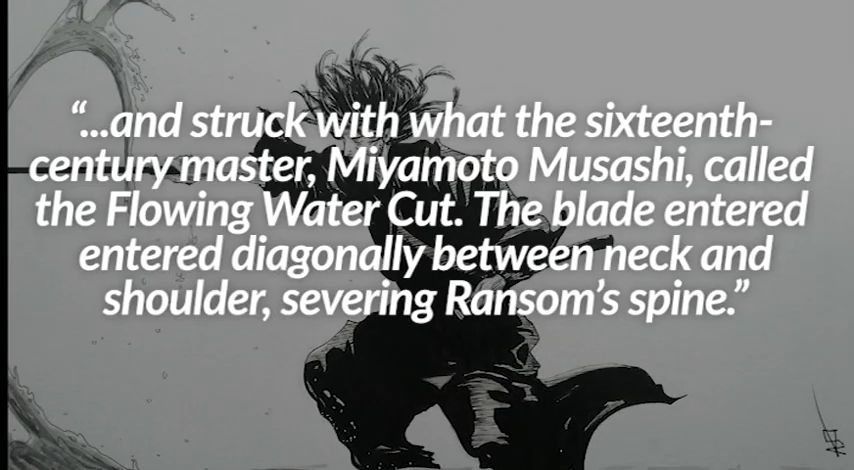 “...and struck with what the sixteenth-
century master, Miyamoto Musashi, called
the Flowing Water Cut. The blade entered
entered diagonally between neck and
shoulder, severing Ransom’s spine.”